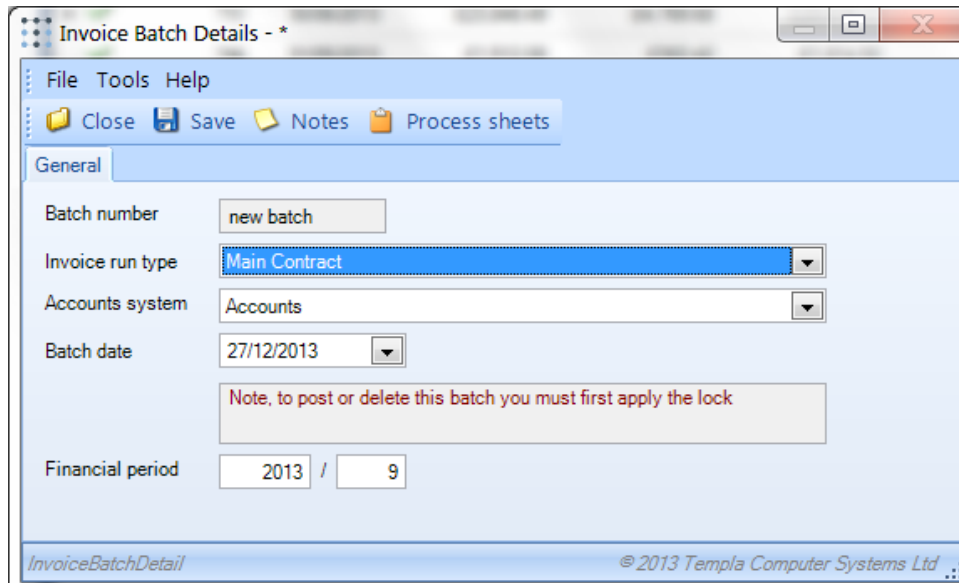 Invoice Batch Details - *
File Tools Help
Close Save Notes Process sheets
General
Batch number new batch
Invoice run type Main Contract
Accounts system Accounts
Batch date 27/12/2013
Note, to post or delete this batch you must first apply the lock
Financial period 2013 / 9
InvoiceBatchDetail © 2013 Templa Computer Systems Ltd